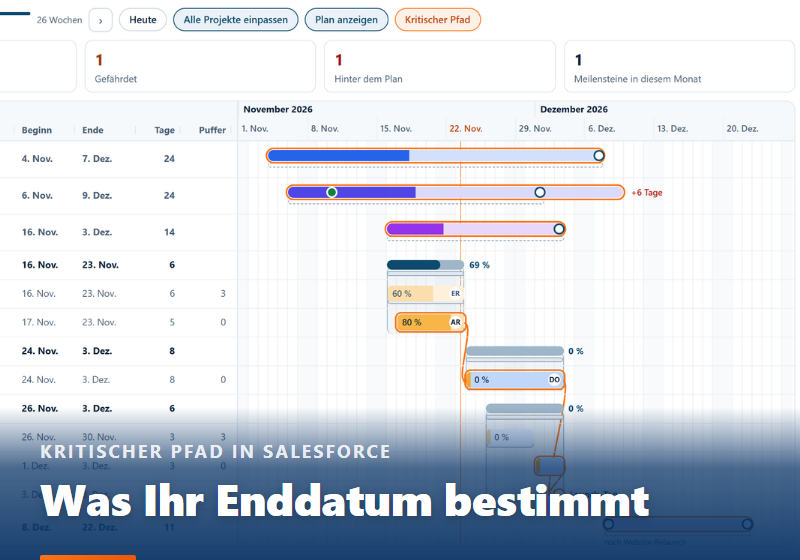 26 Wochen › Heute Alle Projekte einpassen Plan anzeigen Kritischer Pfad
1 1 1
Gefährdet Hinter dem Plan Meilensteine in diesem Monat
November 2026 Dezember 2026
Beginn Ende Tage Puffer 1. Nov. 8. Nov. 15. Nov. 22. Nov. 29. Nov. 6. Dez. 13. Dez. 20. Dez.
4. Nov. 7. Dez. 24
6. Nov. 9. Dez. 24 +6 Tage
16. Nov. 3. Dez. 14
16. Nov. 23. Nov. 6 69 %
16. Nov. 23. Nov. 6 3 60 % ER
17. Nov. 23. Nov. 5 0 80 % AR
24. Nov. 3. Dez. 8 0 %
24. Nov. 3. Dez. 8 0 0 % DO
26. Nov. 3. Dez. 6 0 %
26. Nov. 30. Nov. 3 3 0 %
KRITISCHER PFAD IN SALESFORCE
1. Dez.
Was Ihr Enddatum bestimmt
8. Dez. 22. Dez. 11